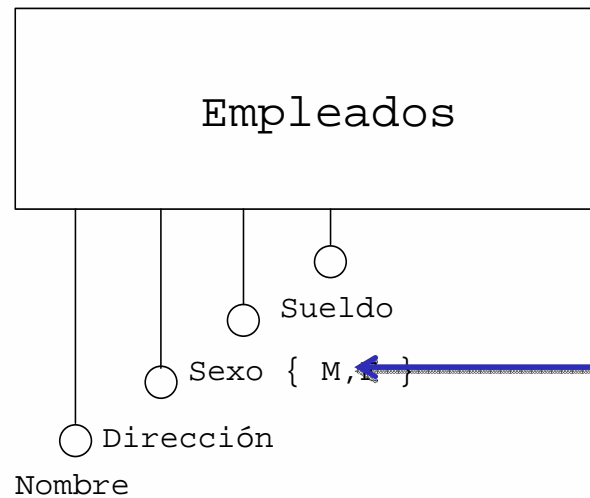 Empleados
Sueldo
Sexo { M, }
Dirección
Nombre